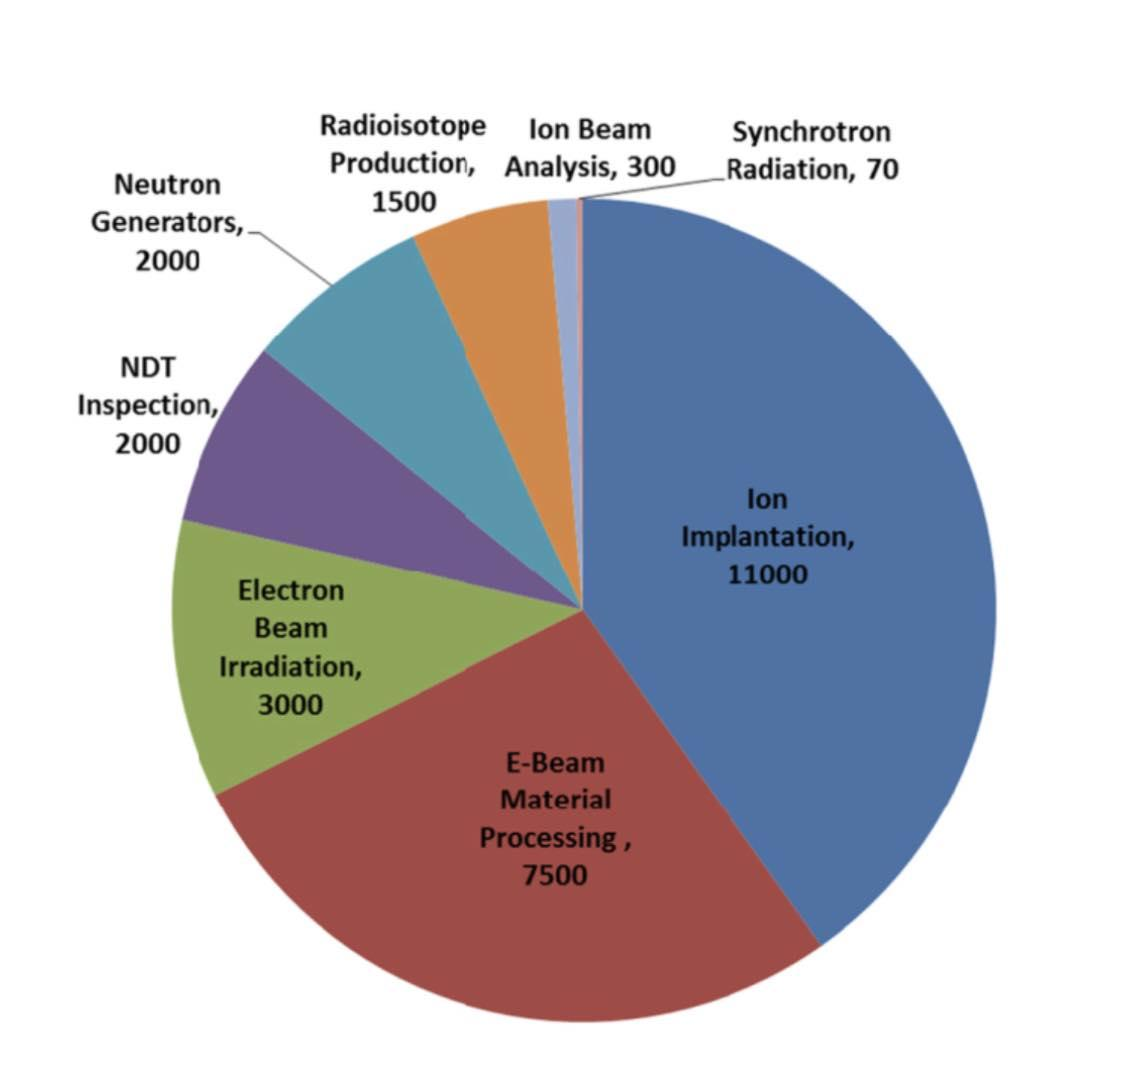 Radioisotope
Production,
1500
Ion Beam
Analysis, 300
Synchrotron
Radiation, 70
Neutron
Generators,
2000
NDT
Inspection,
2000
Ion
Implantation,
11000
Electron
Beam
Irradiation,
3000
E-Beam
Material
Processing ,
7500